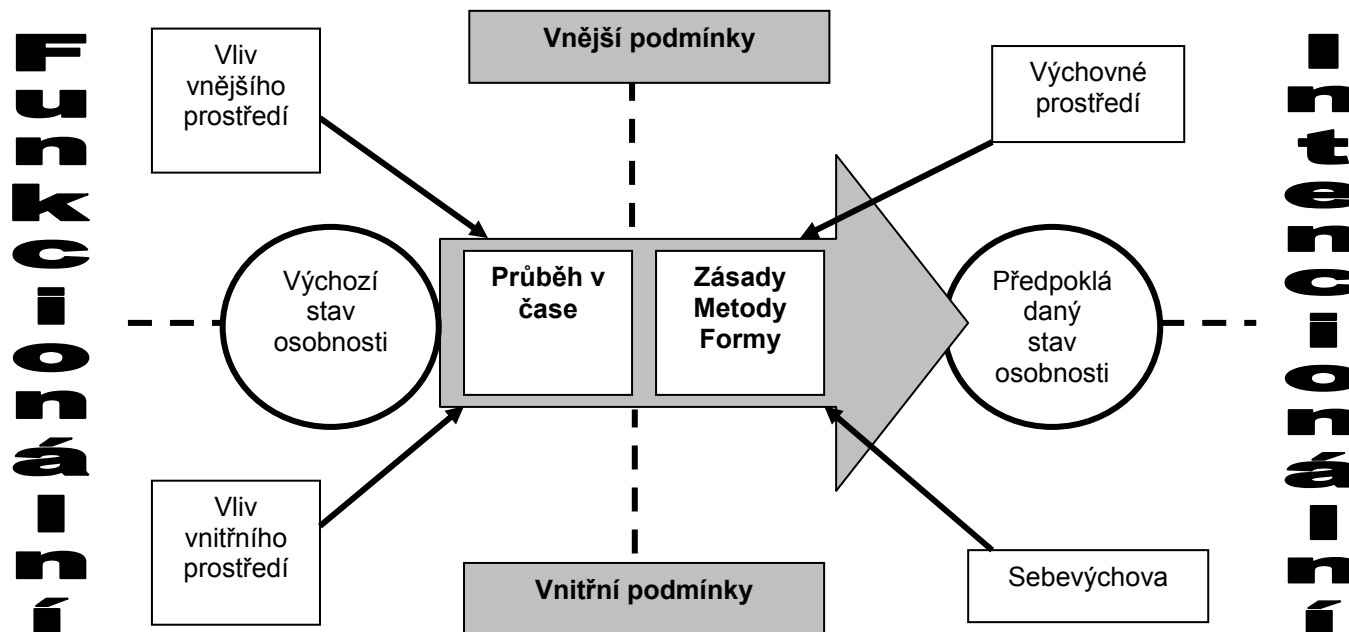 Funkcionální
Vliv
vnějšího
prostředí
Vnější podmínky
Výchovné
prostředí
Intencionální
Výchozí
stav
osobnosti
Průběh v
čase
Zásady
Metody
Formy
Předpoklá
daný
stav
osobnosti
Vliv
vnitřního
prostředí
Vnitřní podmínky
Sebevýchova